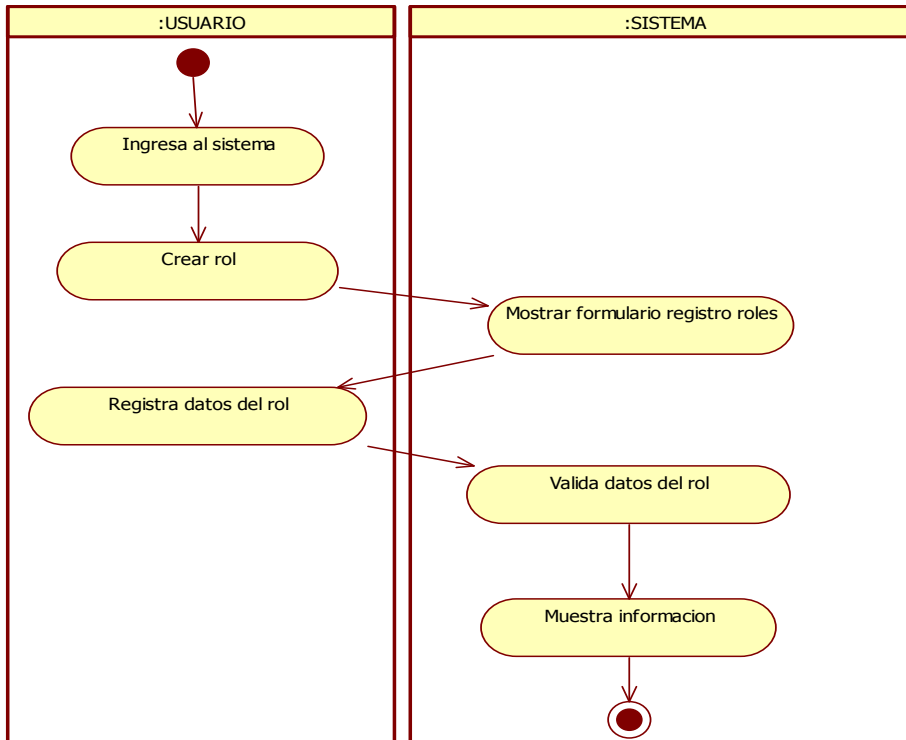 :USUARIO
:SISTEMA
Ingresa al sistema
Crear rol
Mostrar formulario registro roles
Registra datos del rol
Valida datos del rol
Muestra informacion